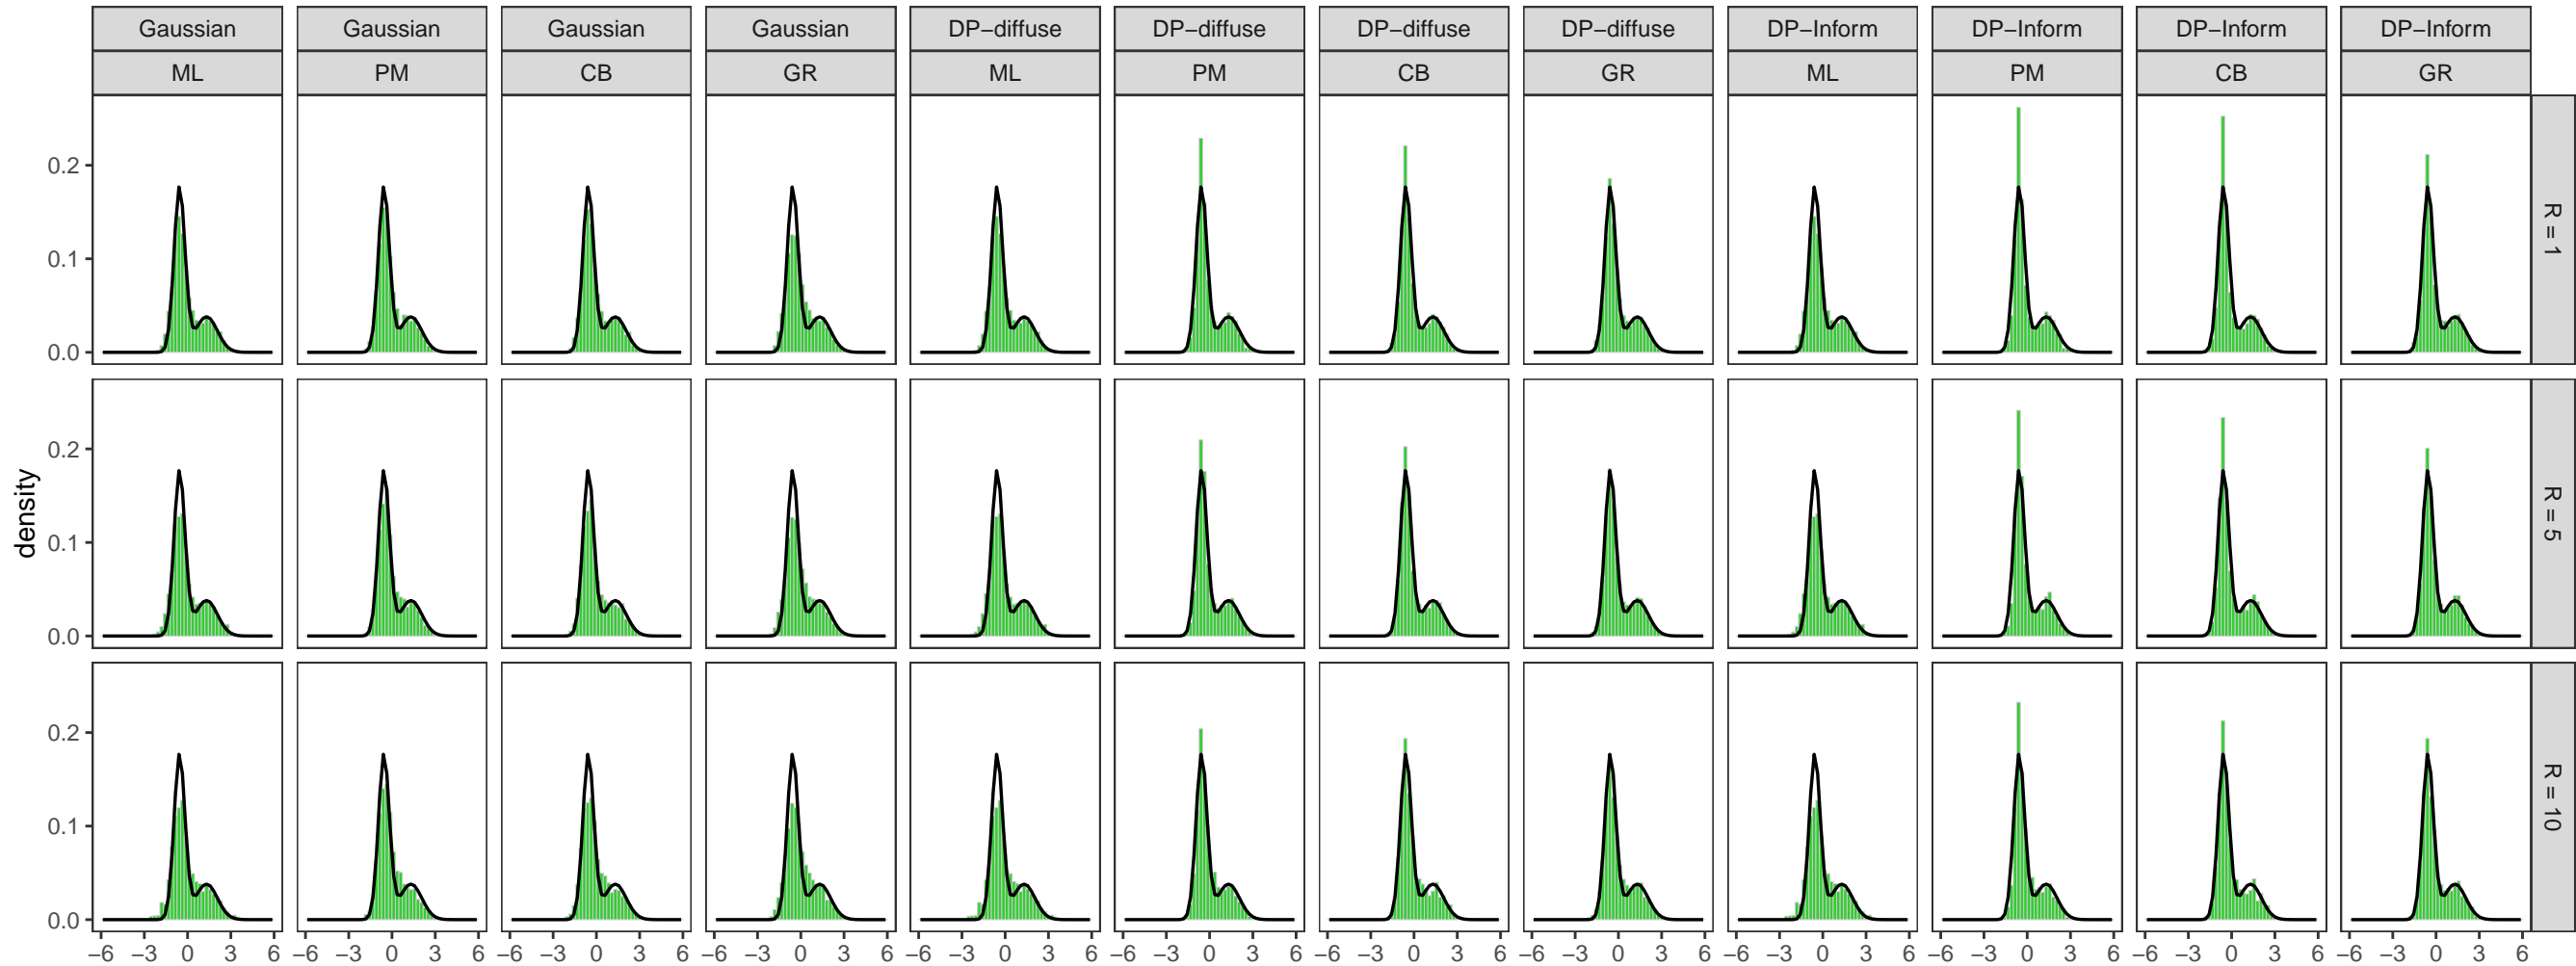 Gaussian Gaussian Gaussian Gaussian DP−diffuse DP−diffuse DP−diffuse DP−diffuse DP−Inform DP−Inform DP−Inform DP−Inform
ML PM CB GR ML PM CB GR ML PM CB GR
0.2
0.1
0.0
R = 1
0.2
0.1
0.0
R = 5
0.2
0.1
0.0
R = 10
density
−6 −3 0 3 6 −6 −3 0 3 6 −6 −3 0 3 6 −6 −3 0 3 6 −6 −3 0 3 6 −6 −3 0 3 6 −6 −3 0 3 6 −6 −3 0 3 6 −6 −3 0 3 6 −6 −3 0 3 6 −6 −3 0 3 6 −6 −3 0 3 6